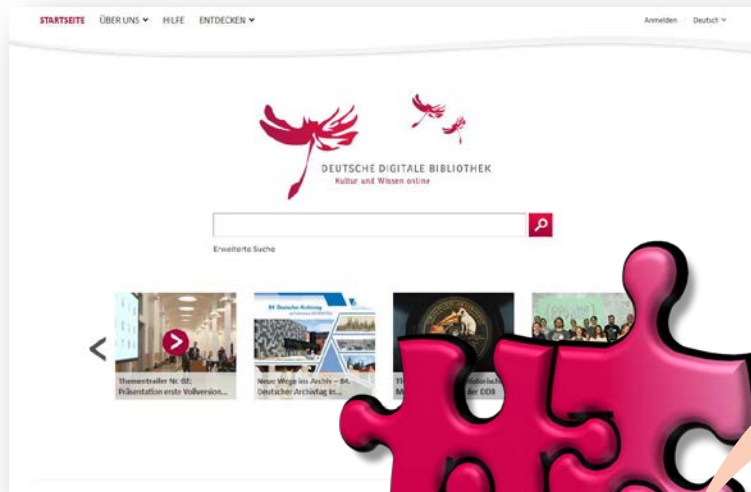 STARTSEITE ÜBER UNS HILFE ENTDECKEN Anmelden Deutsch
DEUTSCHE DIGITALE BIBLIOTHEK
Kultur und Wissen online
Erweiterte Suche
84. Deutscher Archivtag
Thementrailer Nr. 02:
Präsentation erste Vollversion...
Neue Wege ins Archiv – 84.
Deutscher Archivtag in...
der DDB